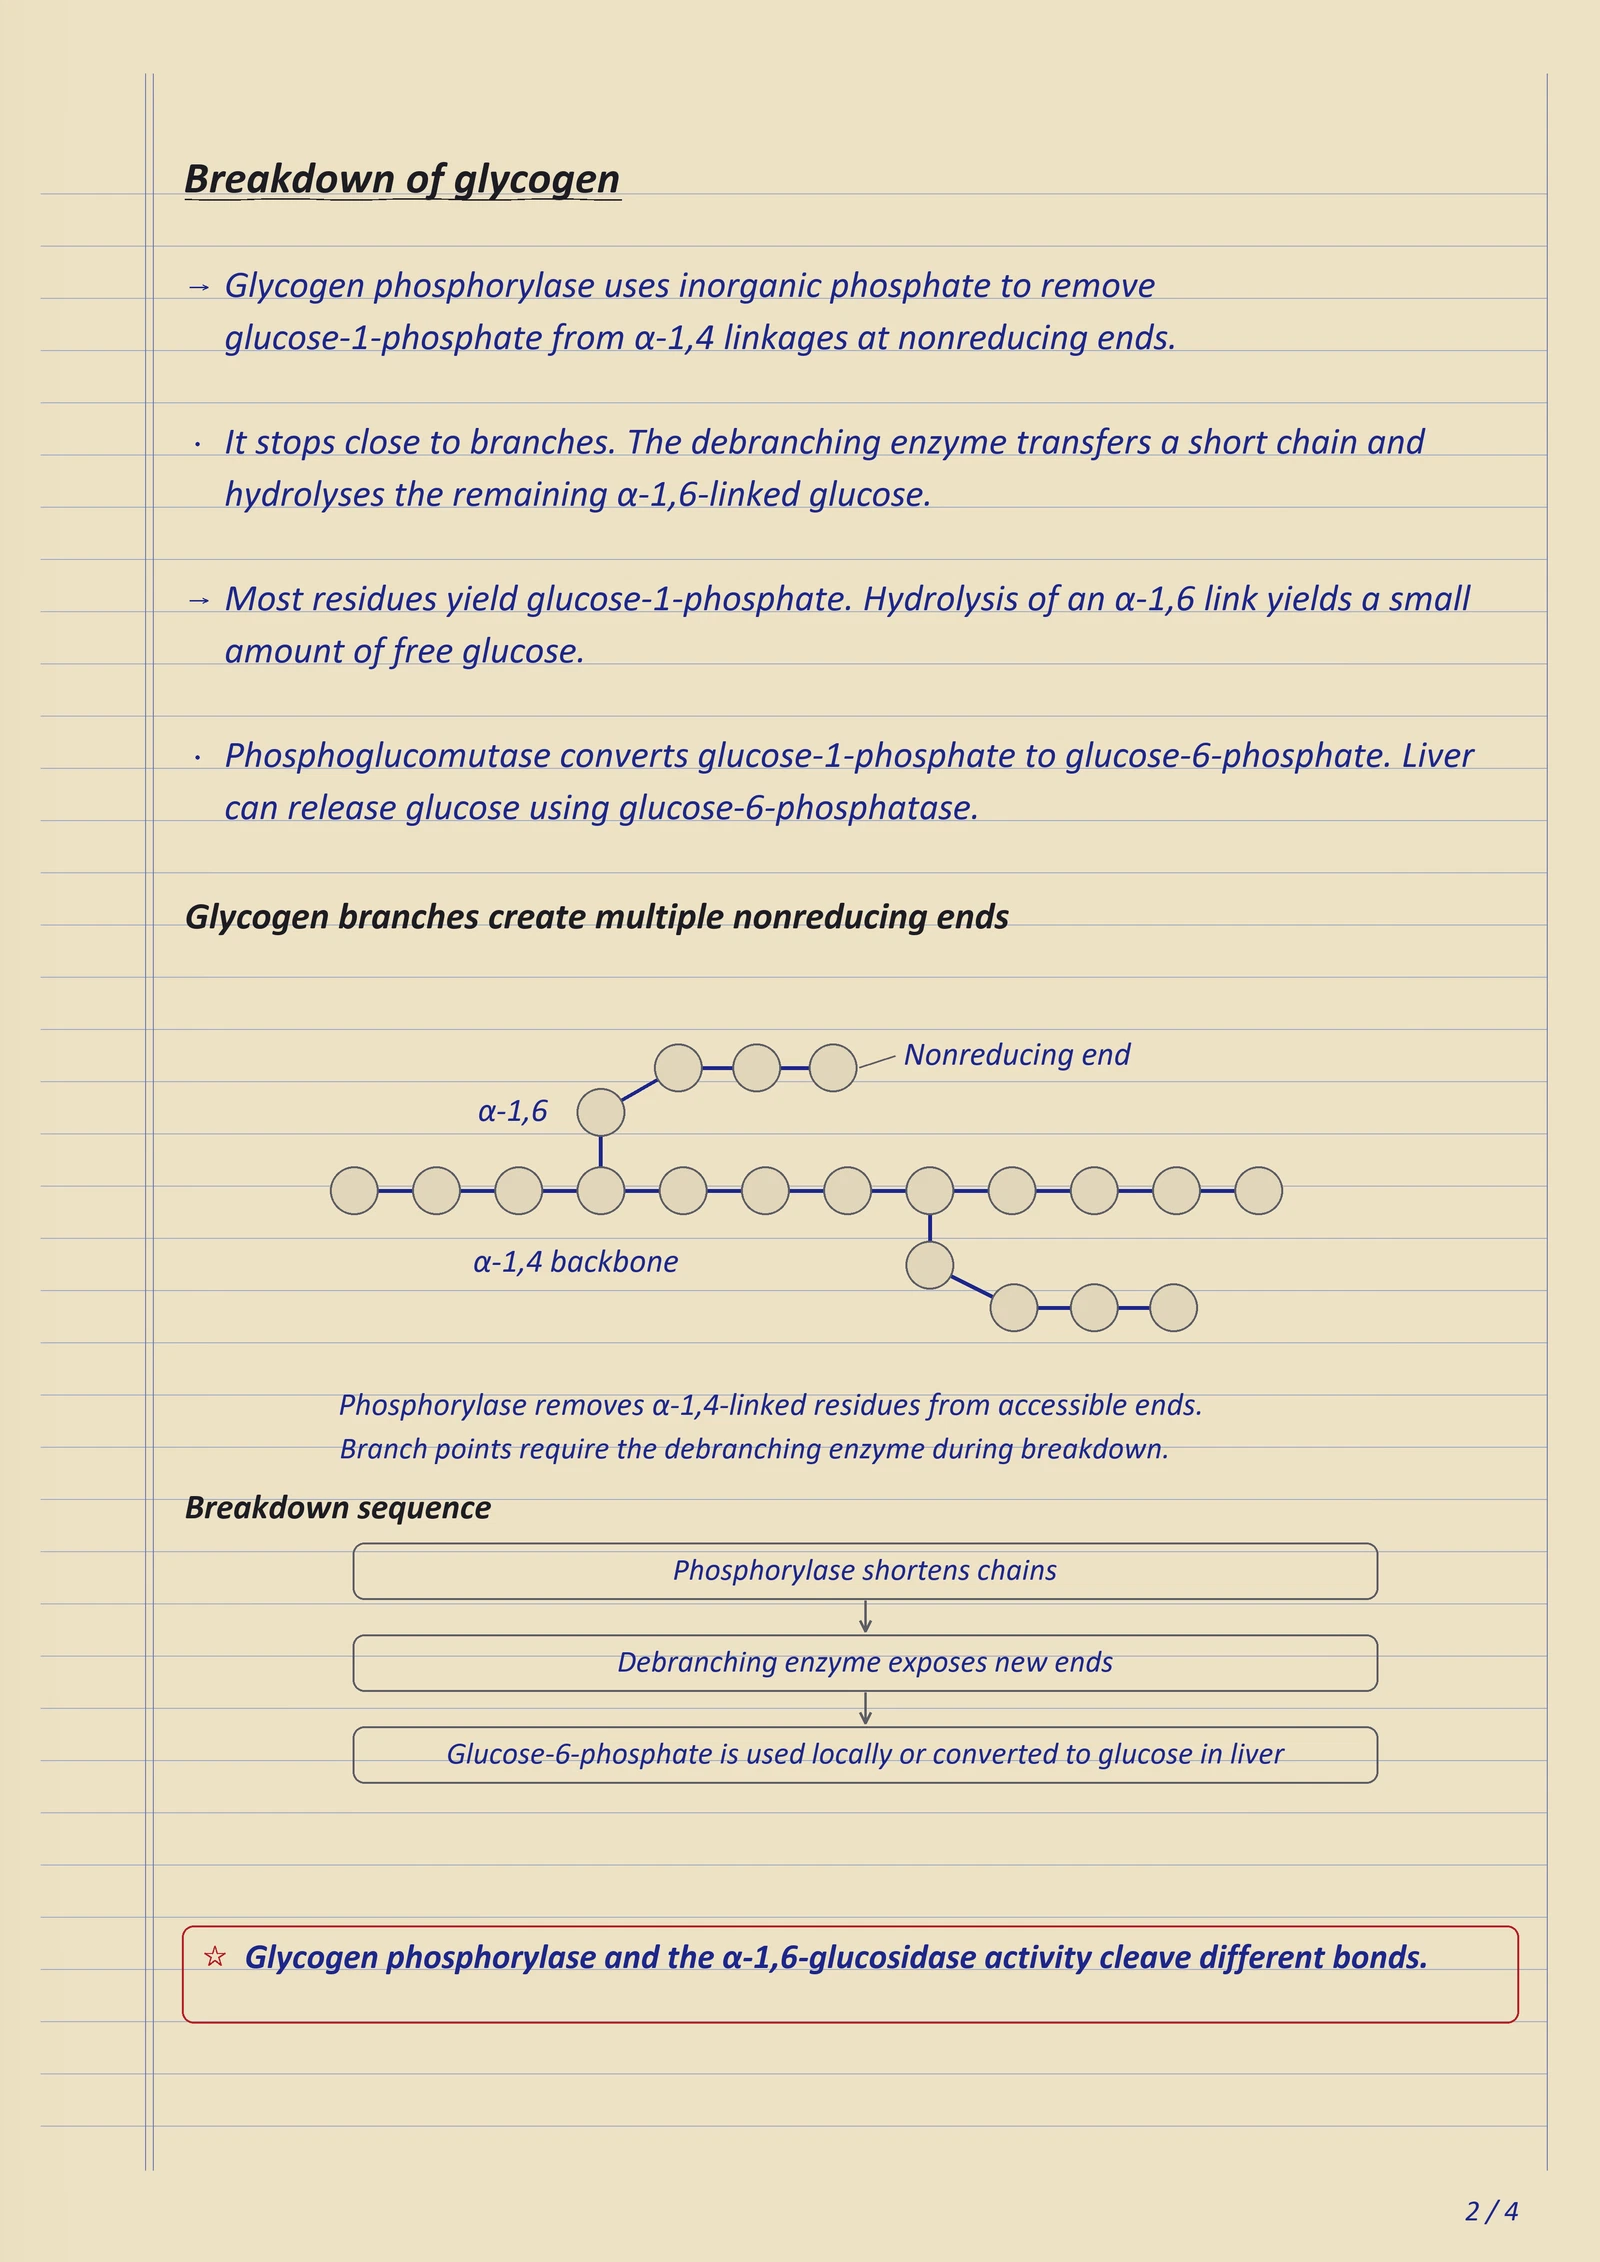 Breakdown of glycogen
→ Glycogen phosphorylase uses inorganic phosphate to remove
glucose-1-phosphate from α-1,4 linkages at nonreducing ends.
· It stops close to branches. The debranching enzyme transfers a short chain and
hydrolyses the remaining α-1,6-linked glucose.
→ Most residues yield glucose-1-phosphate. Hydrolysis of an α-1,6 link yields a small
amount of free glucose.
· Phosphoglucomutase converts glucose-1-phosphate to glucose-6-phosphate. Liver
can release glucose using glucose-6-phosphatase.
Glycogen branches create multiple nonreducing ends
Nonreducing end
α-1,6
α-1,4 backbone
Phosphorylase removes α-1,4-linked residues from accessible ends.
Branch points require the debranching enzyme during breakdown.
Breakdown sequence
Phosphorylase shortens chains
Debranching enzyme exposes new ends
Glucose-6-phosphate is used locally or converted to glucose in liver
☆ Glycogen phosphorylase and the α-1,6-glucosidase activity cleave different bonds.
2 / 4